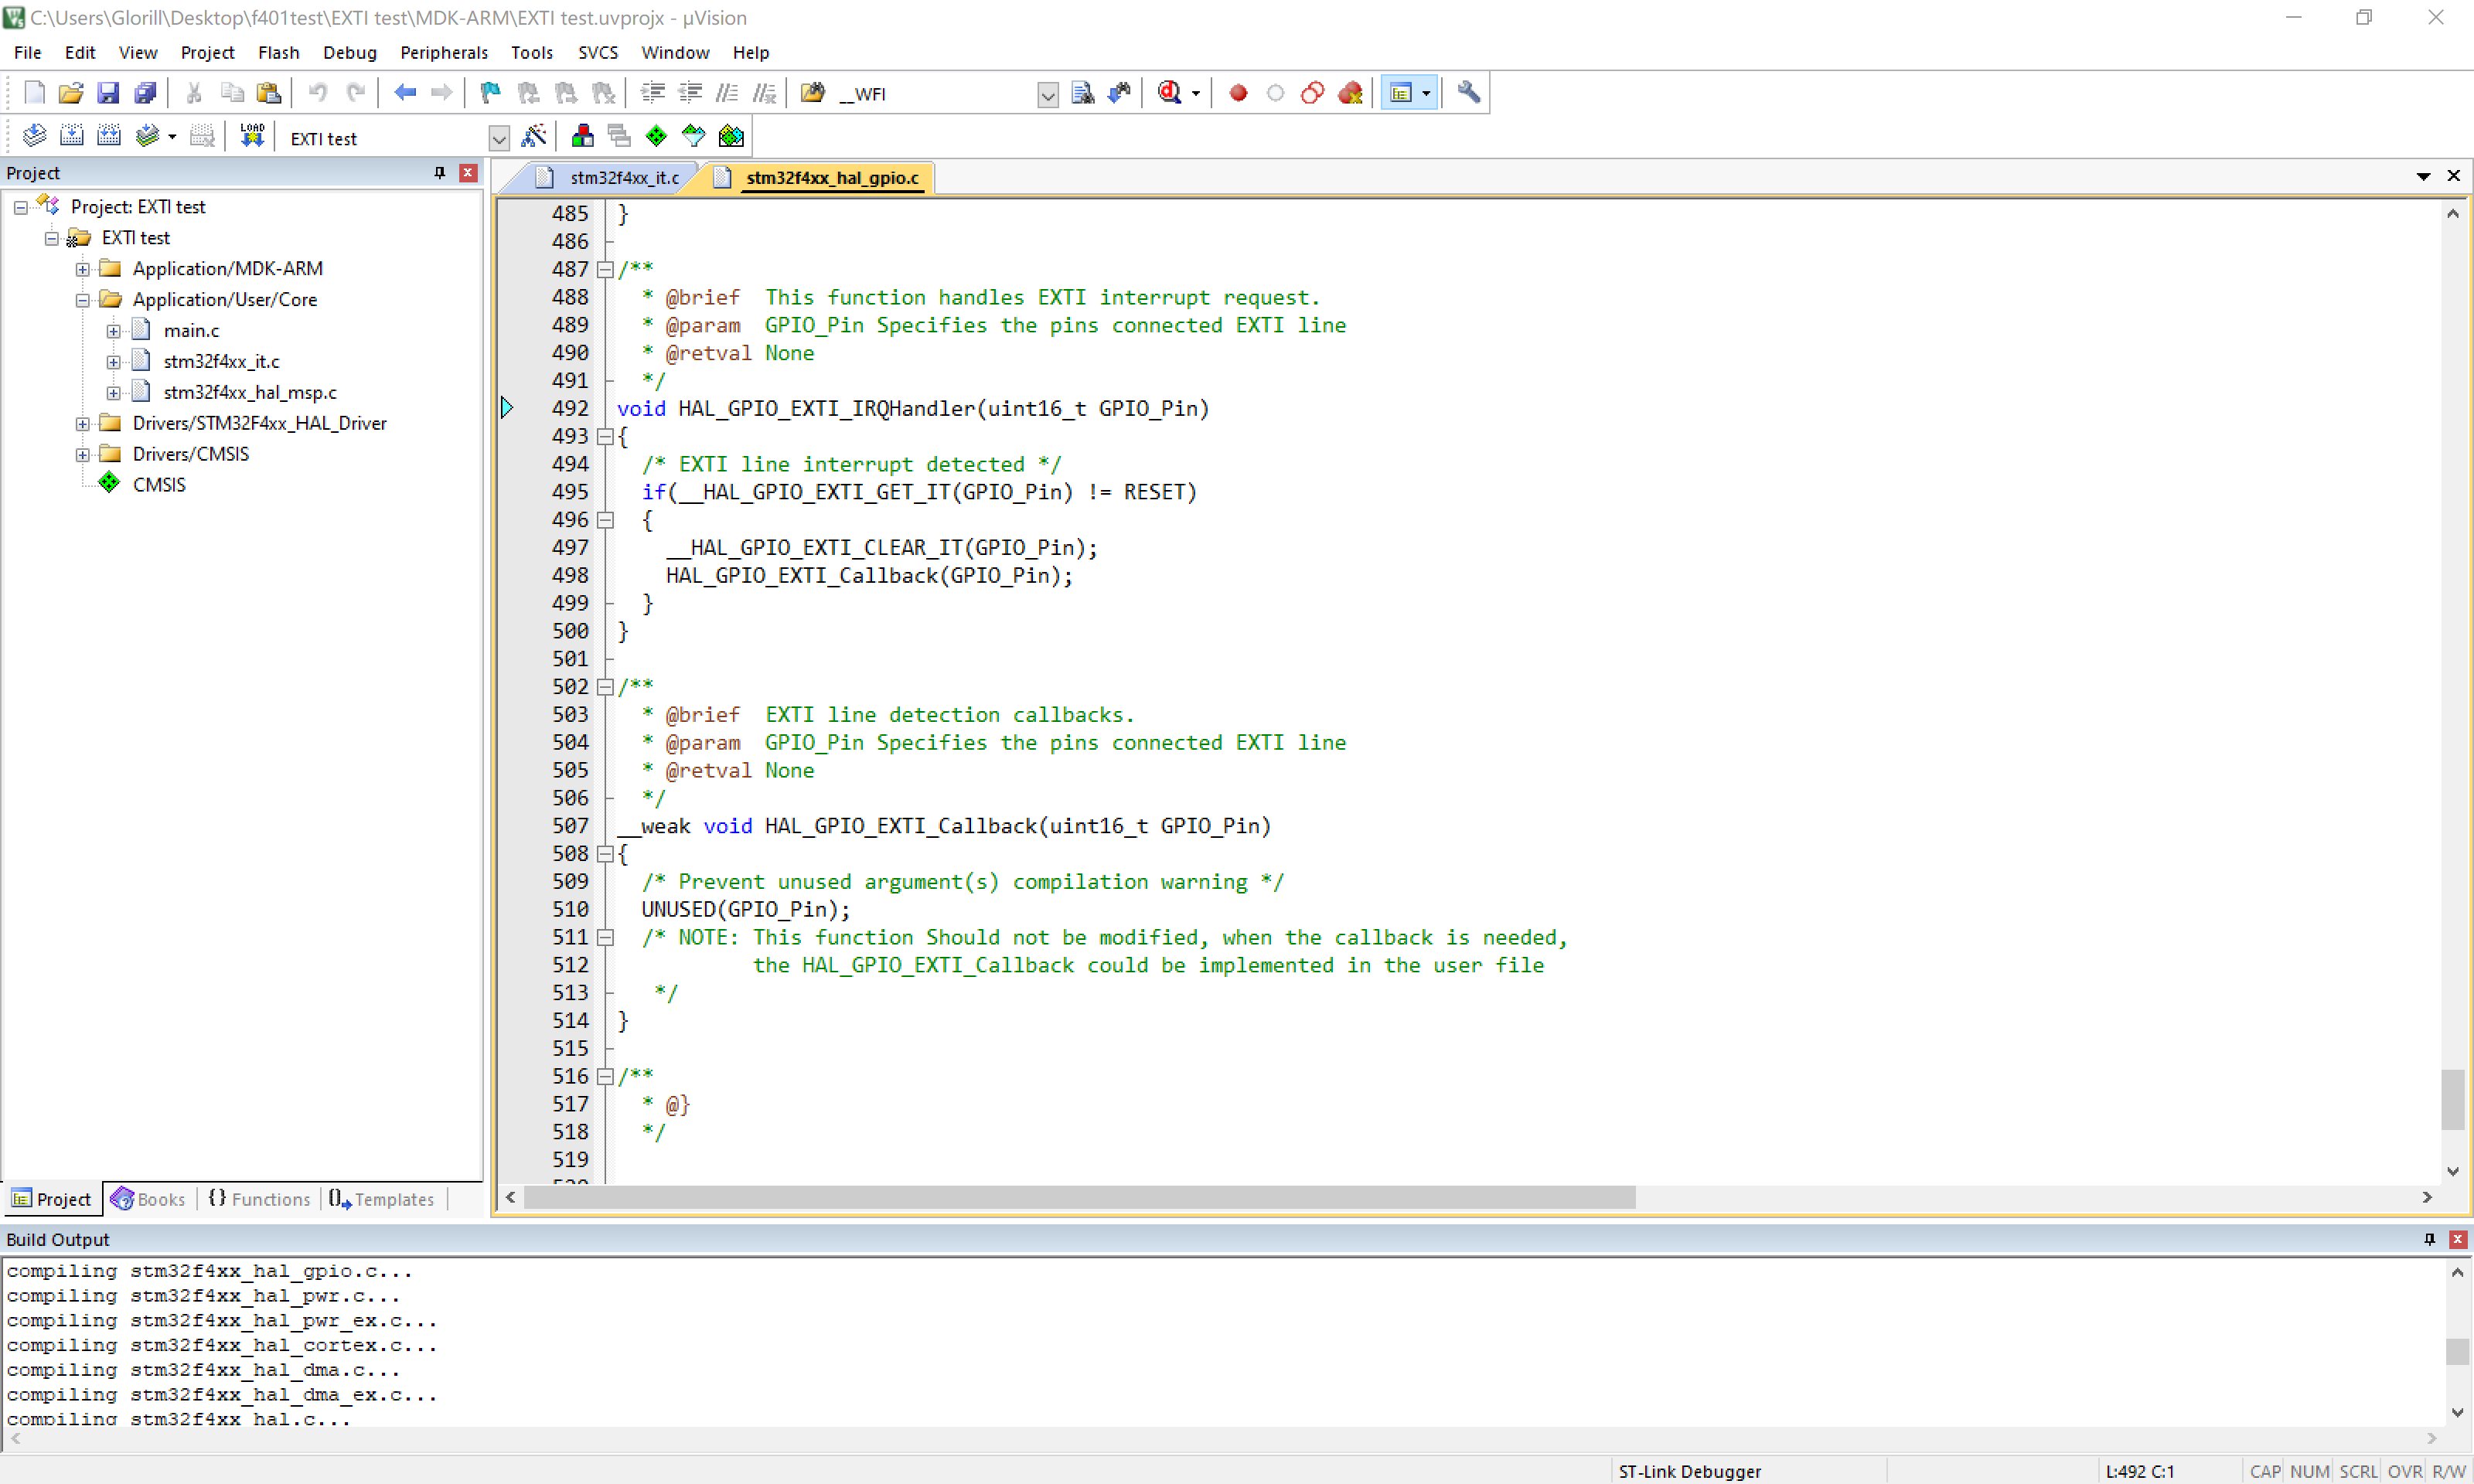 C:\Users\Glorill\Desktop\f401test\EXTI test\MDK-ARM\EXTI test.uvprojx - µVision
File Edit View Project Flash Debug Peripherals Tools SVCS Window Help
__WFI
LOAD EXTI test
Project
Project: EXTI test
EXTI test
Application/MDK-ARM
Application/User/Core
main.c
stm32f4xx_it.c
stm32f4xx_hal_msp.c
Drivers/STM32F4xx_HAL_Driver
Drivers/CMSIS
CMSIS
Project Books Functions Templates
stm32f4xx_it.c stm32f4xx_hal_gpio.c
485 }
486
487 /**
488 * @brief  This function handles EXTI interrupt request.
489 * @param  GPIO_Pin Specifies the pins connected EXTI line
490 * @retval None
491 */
492 void HAL_GPIO_EXTI_IRQHandler(uint16_t GPIO_Pin)
493 {
494 /* EXTI line interrupt detected */
495 if(__HAL_GPIO_EXTI_GET_IT(GPIO_Pin) != RESET)
496 {
497 __HAL_GPIO_EXTI_CLEAR_IT(GPIO_Pin);
498 HAL_GPIO_EXTI_Callback(GPIO_Pin);
499 }
500 }
501
502 /**
503 * @brief  EXTI line detection callbacks.
504 * @param  GPIO_Pin Specifies the pins connected EXTI line
505 * @retval None
506 */
507 __weak void HAL_GPIO_EXTI_Callback(uint16_t GPIO_Pin)
508 {
509 /* Prevent unused argument(s) compilation warning */
510 UNUSED(GPIO_Pin);
511 /* NOTE: This function Should not be modified, when the callback is needed,
512 the HAL_GPIO_EXTI_Callback could be implemented in the user file
513 */
514 }
515
516 /**
517 * @}
518 */
519
Build Output
compiling stm32f4xx_hal_gpio.c...
compiling stm32f4xx_hal_pwr.c...
compiling stm32f4xx_hal_pwr_ex.c...
compiling stm32f4xx_hal_cortex.c...
compiling stm32f4xx_hal_dma.c...
compiling stm32f4xx_hal_dma_ex.c...
compiling stm32f4xx_hal.c...
ST-Link Debugger L:492 C:1 CAP NUM SCRL OVR R/W